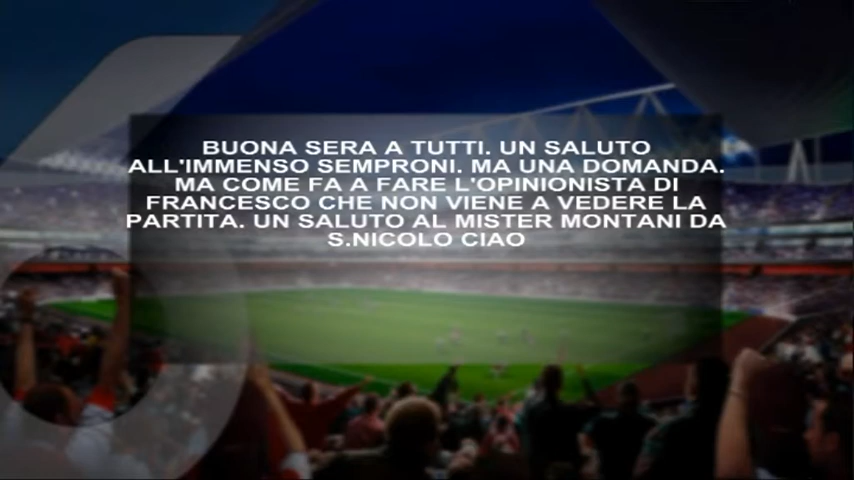 BUONA SERA A TUTTI. UN SALUTO
ALL'IMMENSO SEMPRONI. MA UNA DOMANDA.
MA COME FA A FARE L'OPINIONISTA DI
FRANCESCO CHE NON VIENE A VEDERE LA
PARTITA. UN SALUTO AL MISTER MONTANI DA
S.NICOLO CIAO